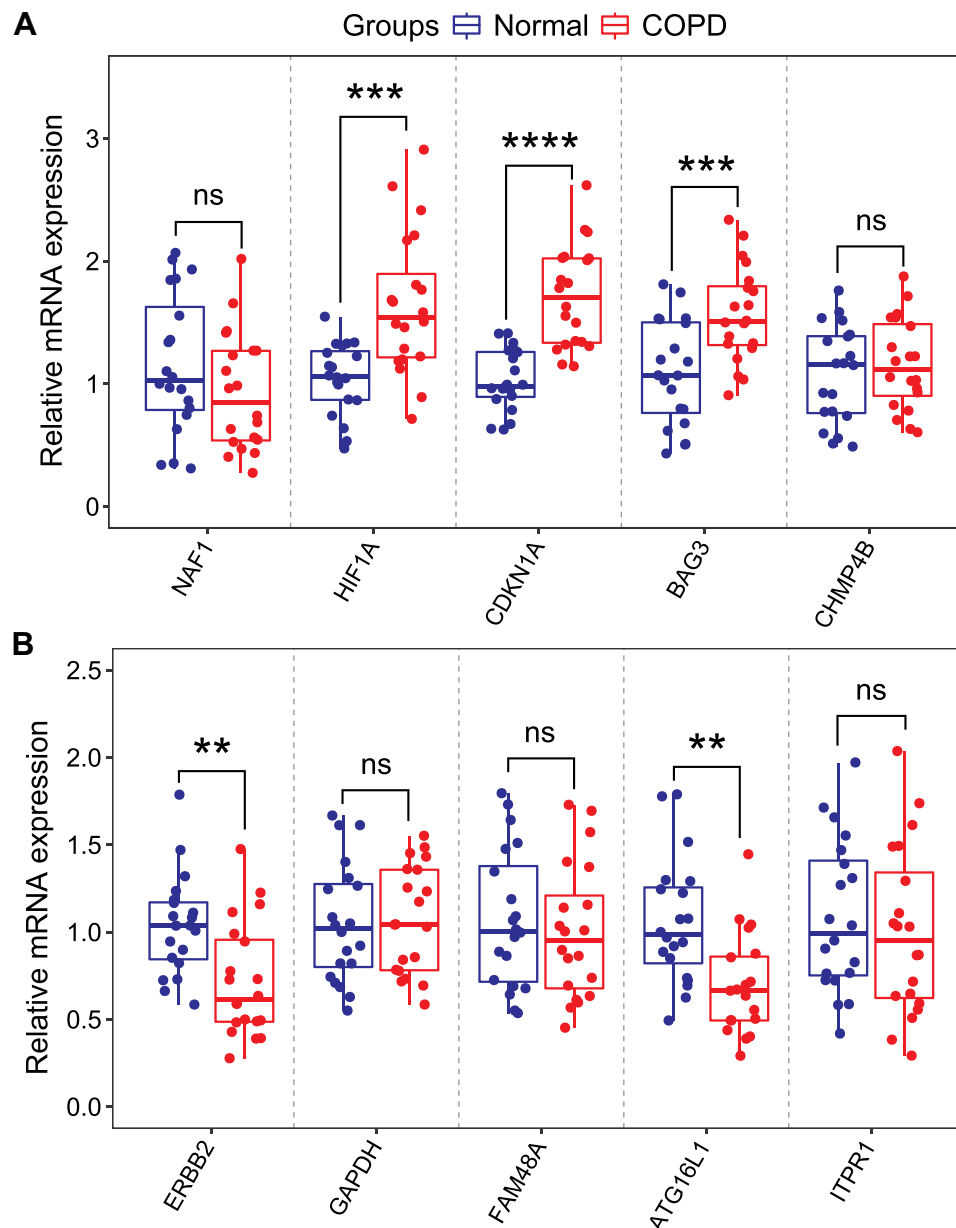 A
Groups Normal COPD
Relative mRNA expression
3
2
1
0
ns
***
****
***
ns
NAF1
HIF1A
CDKN1A
BAG3
CHMP4B
B
Relative mRNA expression
2.5
2.0
1.5
1.0
0.5
0.0
**
ns
ns
**
ns
ERBB2
GAPDH
FAM48A
ATG16L1
ITPR1